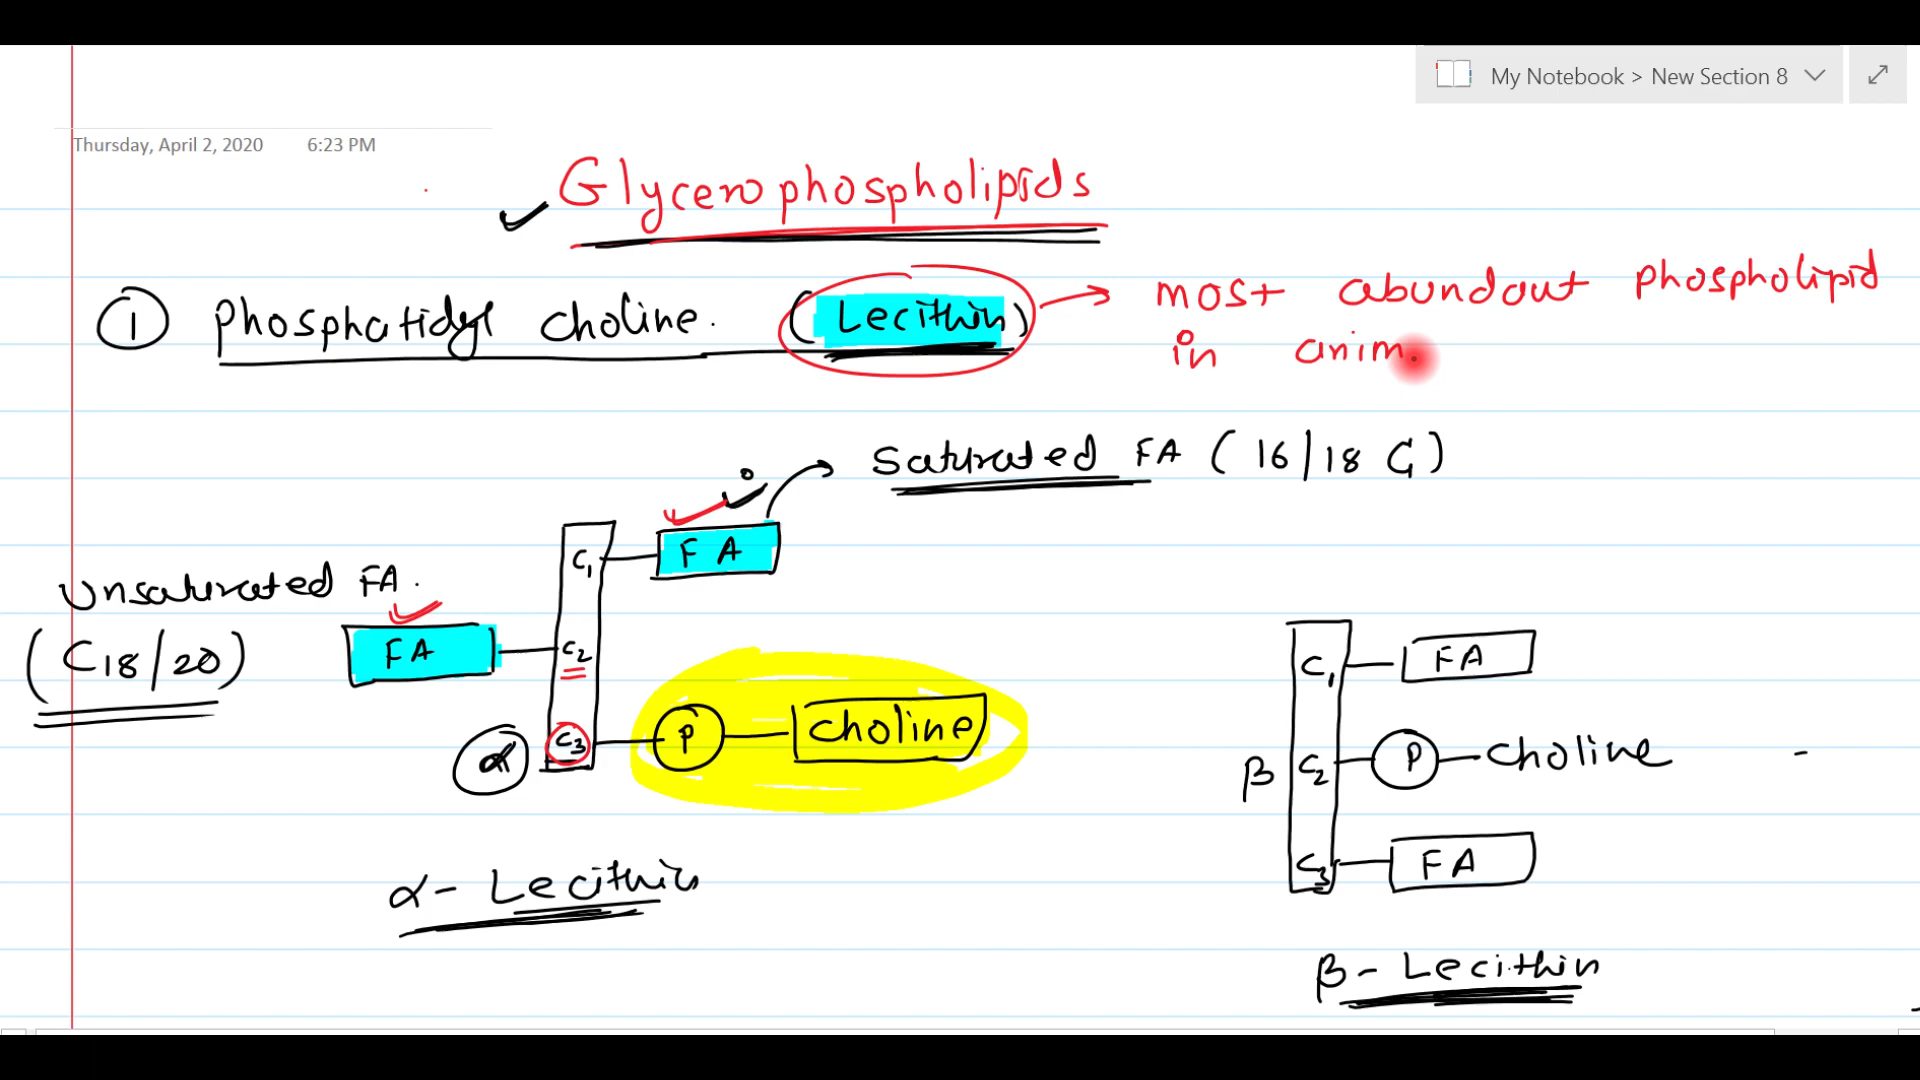 My Notebook > New Section 8
Thursday, April 2, 2020 6:23 PM
Glycerophospholipids
① Phosphatidyl choline. (Lecithin) → most abundant phospholipid
in anim
Saturated FA (16/18 C)
C1 FA
Unsaturated FA.
(C18/20) FA C2
α C3 P choline
α- Lecithin
C1 FA
β C2 P choline -
C3 FA
β- Lecithin